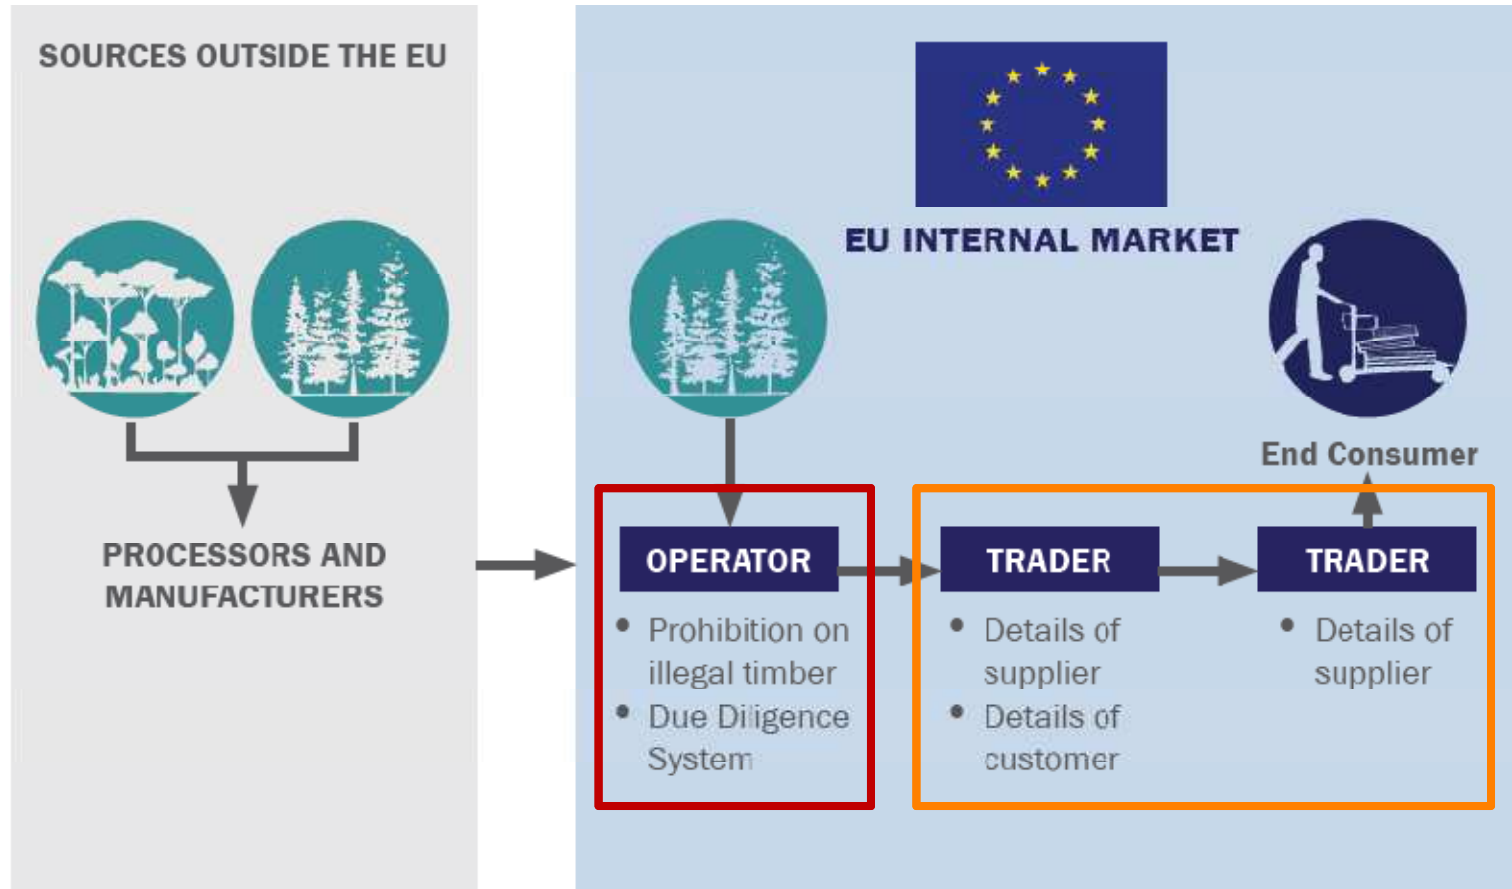 SOURCES OUTSIDE THE EU
EU INTERNAL MARKET
End Consumer
PROCESSORS AND
MANUFACTURERS
OPERATOR
• Prohibition on
illegal timber
• Due Diligence
System
TRADER
• Details of
supplier
• Details of
customer
TRADER
• Details of
supplier